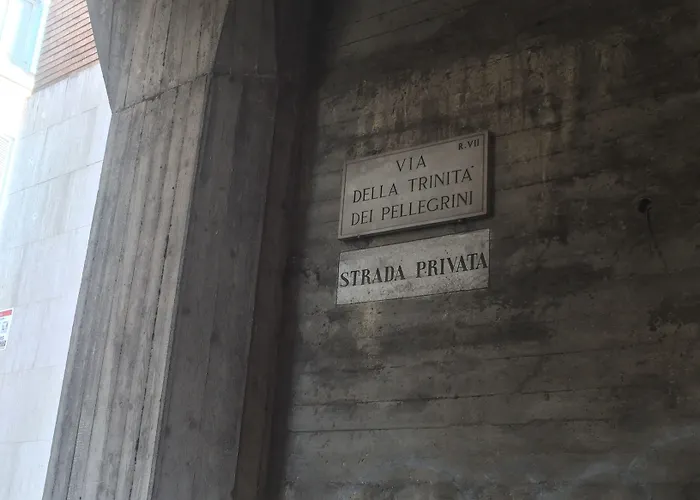 R. VII
VIA
DELLA TRINITA'
DEI PELLEGRINI
STRADA PRIVATA